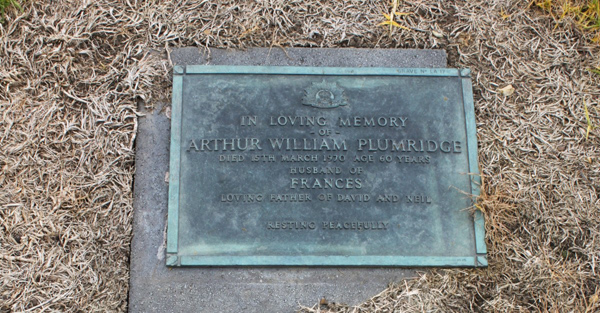 IN LOVING MEMORY
- OF -
ARTHUR WILLIAM PLUMRIDGE
DIED 15TH MARCH 1970 AGE 60 YEARS
HUSBAND OF
FRANCES
LOVING FATHER OF DAVID AND NEIL
RESTING PEACEFULLY